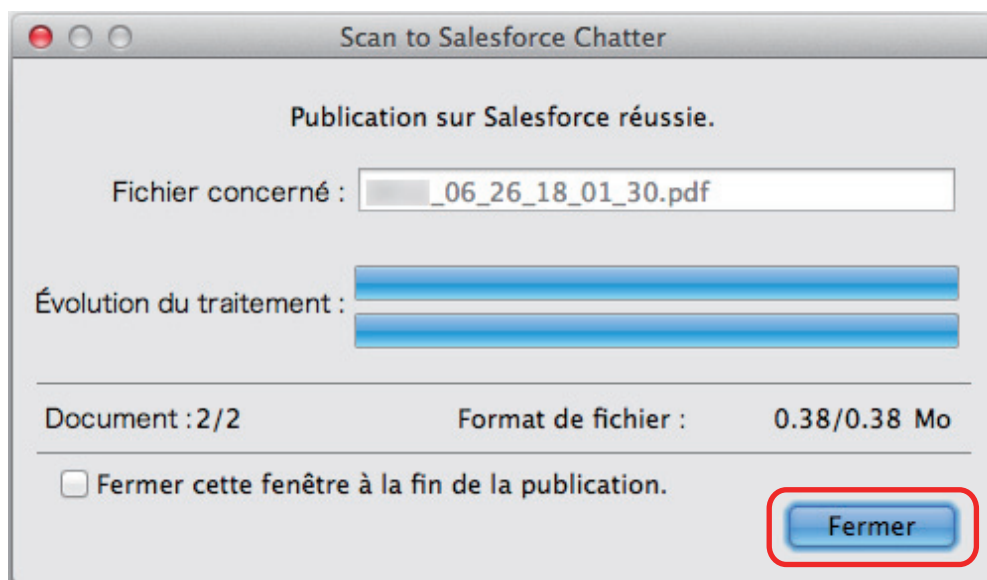 Scan to Salesforce Chatter
Publication sur Salesforce réussie.
Fichier concerné : _06_26_18_01_30.pdf
Évolution du traitement :
Document :2/2 Format de fichier : 0.38/0.38 Mo
Fermer cette fenêtre à la fin de la publication.
Fermer